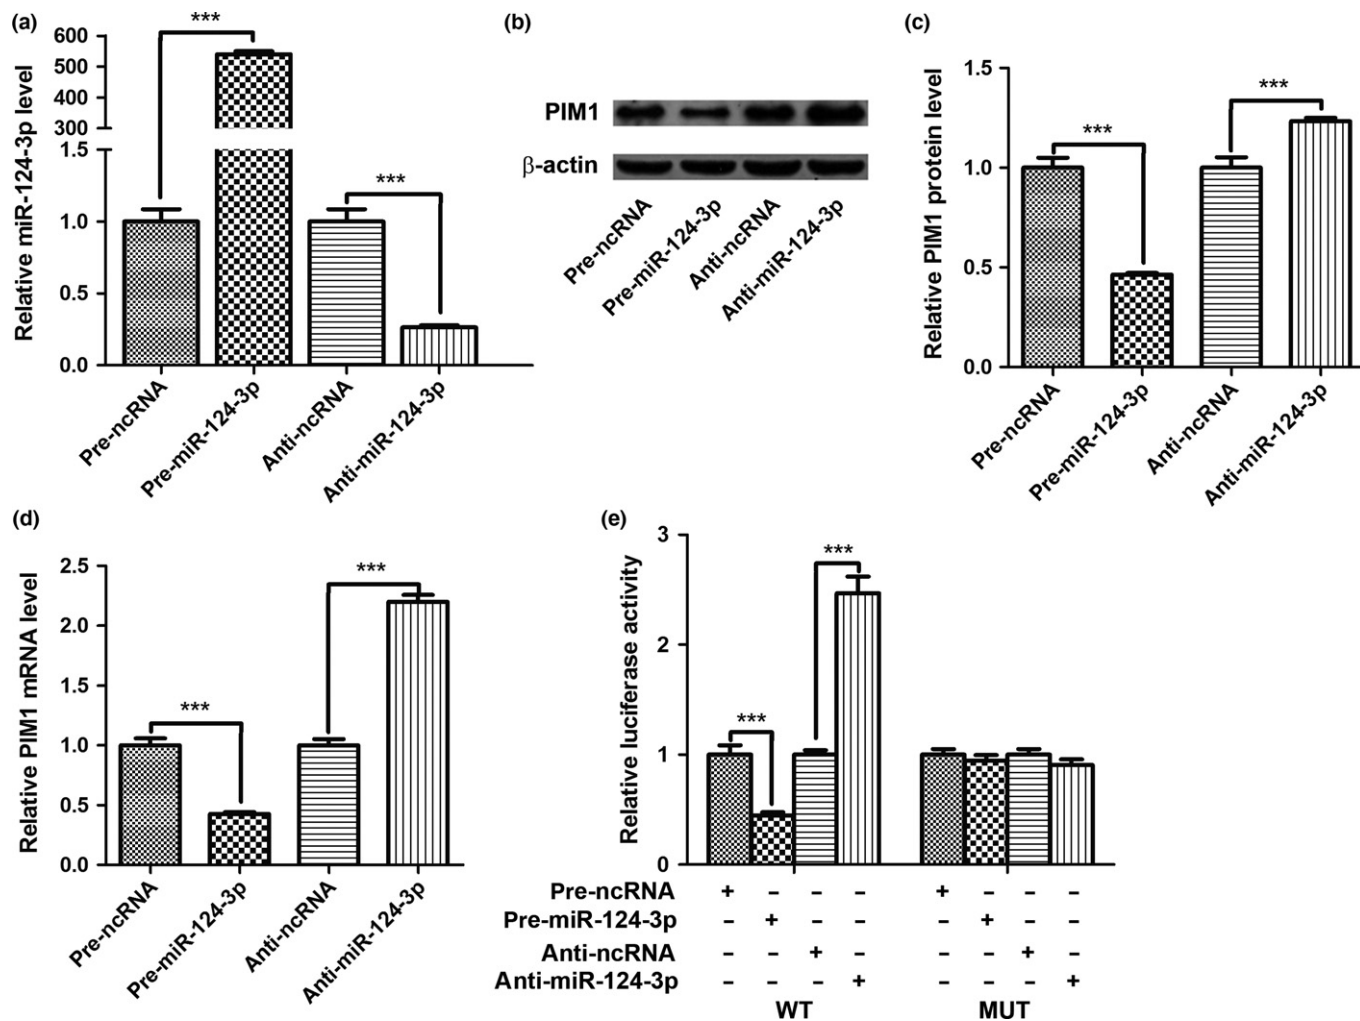 (a)
Relative miR-124-3p level
600
500
400
300
1.5
1.0
0.5
0.0
***
***
Pre-ncRNA
Pre-miR-124-3p
Anti-ncRNA
Anti-miR-124-3p
(b)
PIM1
β-actin
Pre-ncRNA
Pre-miR-124-3p
Anti-ncRNA
Anti-miR-124-3p
(c)
Relative PIM1 protein level
1.5
1.0
0.5
0.0
***
***
Pre-ncRNA
Pre-miR-124-3p
Anti-ncRNA
Anti-miR-124-3p
(d)
Relative PIM1 mRNA level
2.5
2.0
1.5
1.0
0.5
0.0
***
***
Pre-ncRNA
Pre-miR-124-3p
Anti-ncRNA
Anti-miR-124-3p
(e)
Relative luciferase activity
3
2
1
0
***
***
Pre-ncRNA + – – – + – – –
Pre-miR-124-3p – + – – – + – –
Anti-ncRNA – – + – – – + –
Anti-miR-124-3p – – – + – – – +
WT MUT